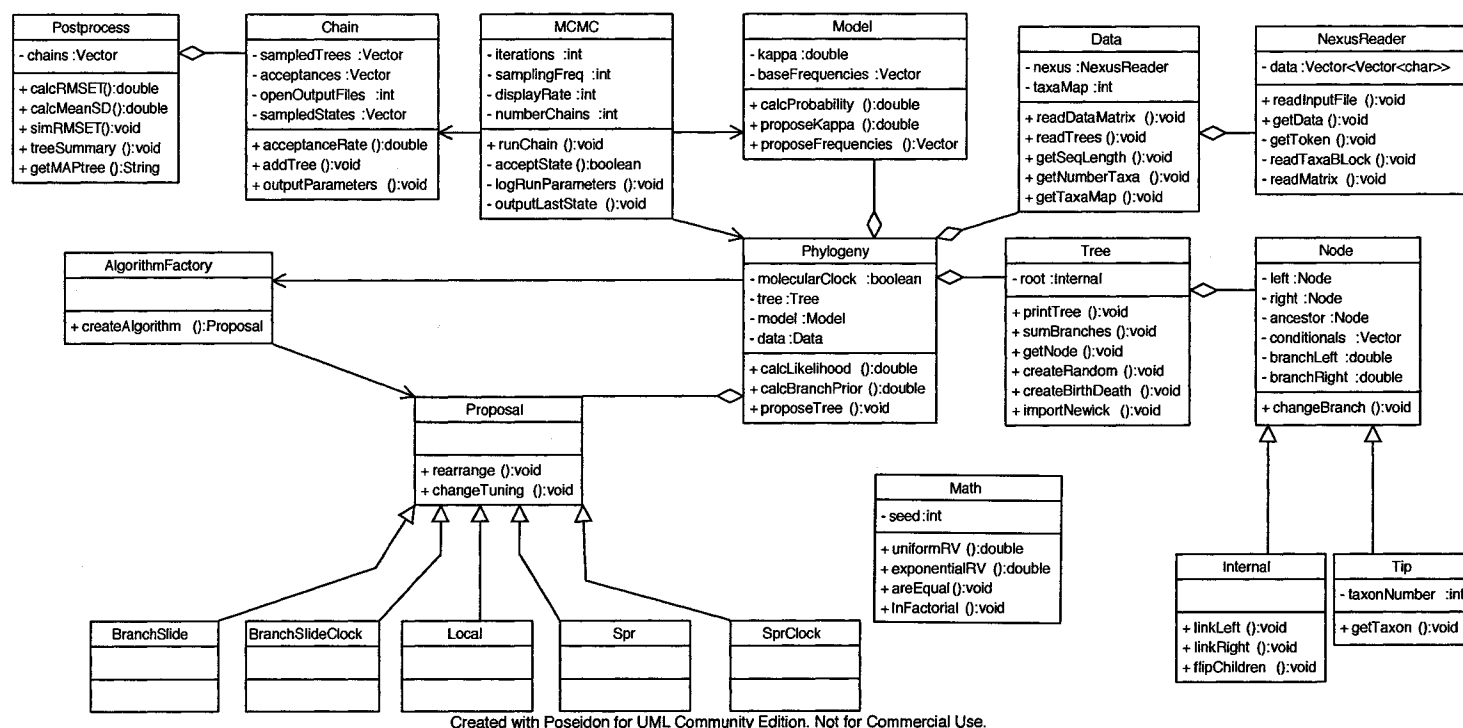 Postprocess
- chains :Vector
+ calcRMSET():double
+ calcMeanSD():double
+ simRMSET():void
+ treeSummary ():void
+ getMAPtree ():String
Chain
- sampledTrees :Vector
- acceptances :Vector
- openOutputFiles :int
- sampledStates :Vector
+ acceptanceRate ():double
+ addTree ():void
+ outputParameters ():void
MCMC
- iterations :int
- samplingFreq :int
- displayRate :int
- numberChains :int
+ runChain ():void
- acceptState():boolean
- logRunParameters ():void
- outputLastState ():void
Model
- kappa :double
- baseFrequencies :Vector
+ calcProbability ():double
+ proposeKappa ():double
+ proposeFrequencies ():Vector
Data
- nexus :NexusReader
- taxaMap :int
+ readDataMatrix ():void
+ readTrees ():void
+ getSeqLength ():void
+ getNumberTaxa ():void
+ getTaxaMap ():void
NexusReader
- data :Vector<Vector<char>>
+ readInputFile ():void
+ getData ():void
- getToken ():void
- readTaxaBLock ():void
- readMatrix ():void
AlgorithmFactory
+ createAlgorithm ():Proposal
Phylogeny
- molecularClock :boolean
- tree :Tree
- model :Model
- data :Data
+ calcLikelihood ():double
+ calcBranchPrior ():double
+ proposeTree ():void
Tree
- root :Internal
+ printTree ():void
+ sumBranches ():void
+ getNode ():void
+ createRandom ():void
+ createBirthDeath ():void
+ importNewick ():void
Node
- left :Node
- right :Node
- ancestor :Node
- conditionals :Vector
- branchLeft :double
- branchRight :double
+ changeBranch ():void
Proposal
+ rearrange ():void
+ changeTuning ():void
Math
- seed :int
+ uniformRV ():double
+ exponentialRV ():double
+ areEqual():void
+ lnFactorial ():void
Internal
+ linkLeft ():void
+ linkRight ():void
+ flipChildren ():void
Tip
- taxonNumber :int
+ getTaxon ():void
BranchSlide
BranchSlideClock
Local
Spr
SprClock
Created with Poseidon for UML Community Edition. Not for Commercial Use.